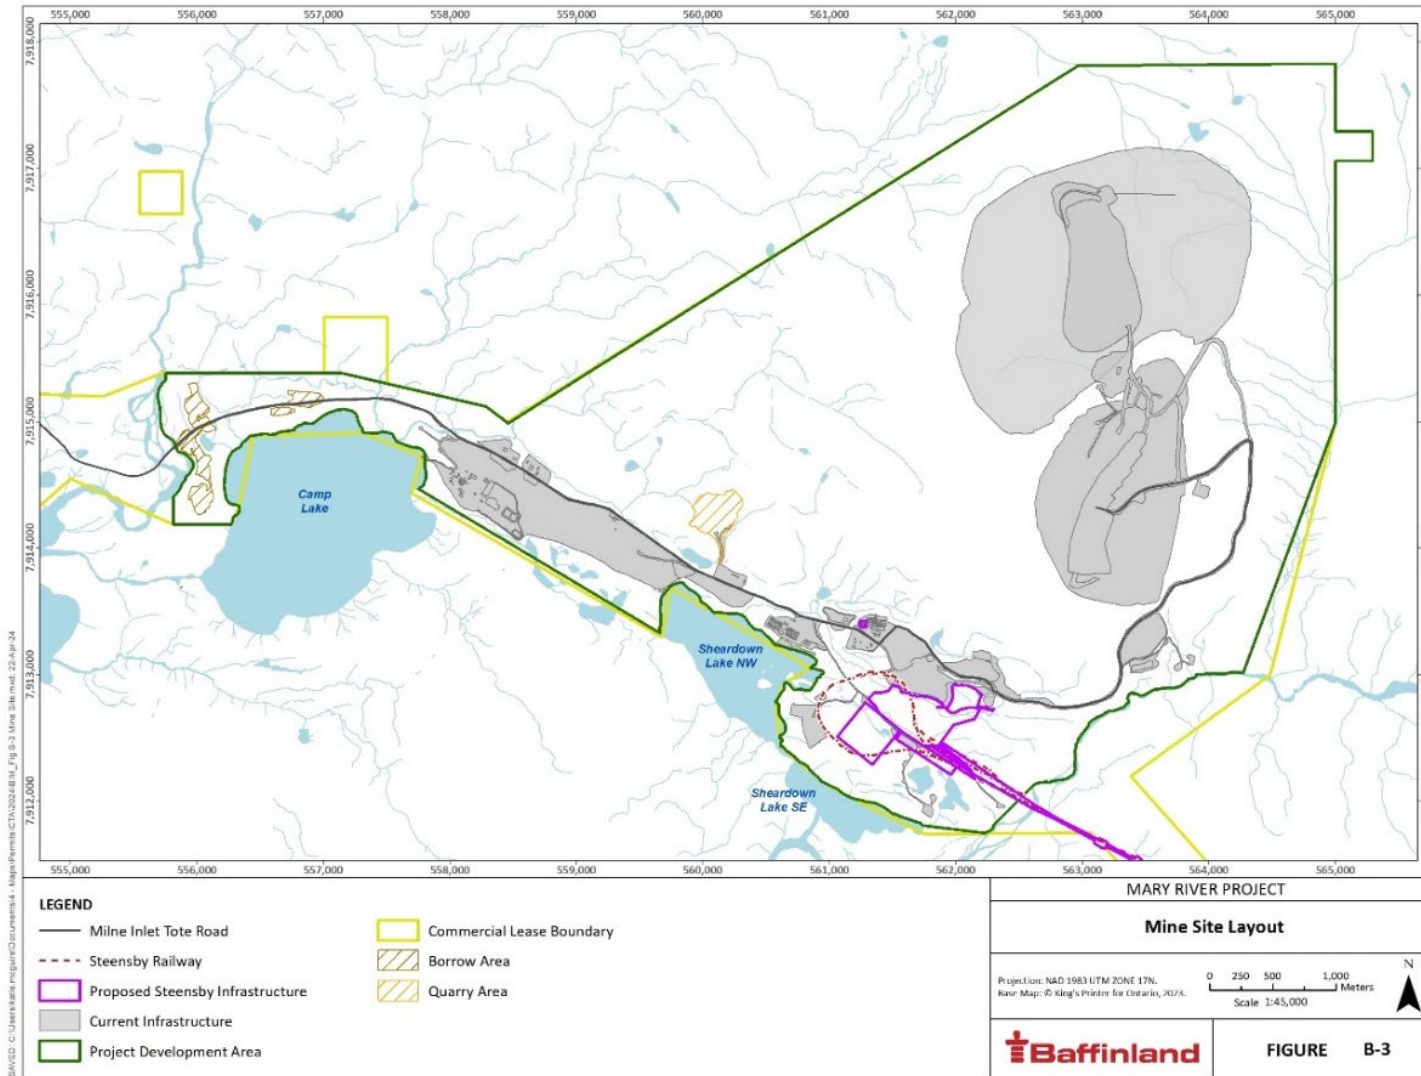 555,000 556,000 557,000 558,000 559,000 560,000 561,000 562,000 563,000 564,000 565,000
7,918,000
7,917,000
7,916,000
7,915,000
7,914,000
7,913,000
7,912,000
Camp
Lake
Sheardown
Lake NW
Sheardown
Lake SE
555,000 556,000 557,000 558,000 559,000 560,000 561,000 562,000 563,000 564,000 565,000
LEGEND
Milne Inlet Tote Road
Steensby Railway
Proposed Steensby Infrastructure
Current Infrastructure
Project Development Area
Commercial Lease Boundary
Borrow Area
Quarry Area
MARY RIVER PROJECT
Mine Site Layout
Projection: NAD 1983 UTM ZONE 17N.
Base Map: © King's Printer for Ontario, 2023.
0 250 500 1,000
Meters
Scale 1:45,000
N
Baffinland
FIGURE B-3